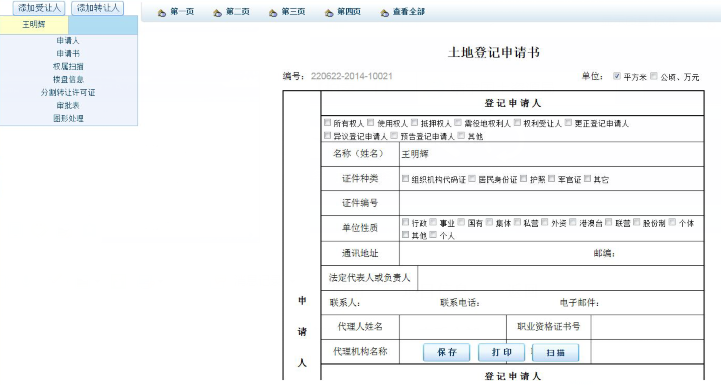 添加受让人 添加转让人
第一页 第二页 第三页 第四页 查看全部
王明辉
申请人
申请书
权属扫描
楼盘信息
分割转让许可证
审批表
图形处理
土地登记申请书
编号: 220622-2014-10021 单位: 平方米 公顷、万元
登记申请人
所有权人 使用权人 抵押权人 需役地权利人 权利受让人 更正登记申请人
异议登记申请人 预告登记申请人 其他
名称（姓名） 王明辉
证件种类 组织机构代码证 居民身份证 护照 军官证 其它
证件编号
单位性质 行政 事业 国有 集体 私营 外资 港澳台 联营 股份制 个体
其他 个人
通讯地址 邮编:
法定代表人或负责人
申请人
联系人: 联系电话: 电子邮件:
代理人姓名 职业资格证书号
代理机构名称 保存 打印 扫描
登记申请人